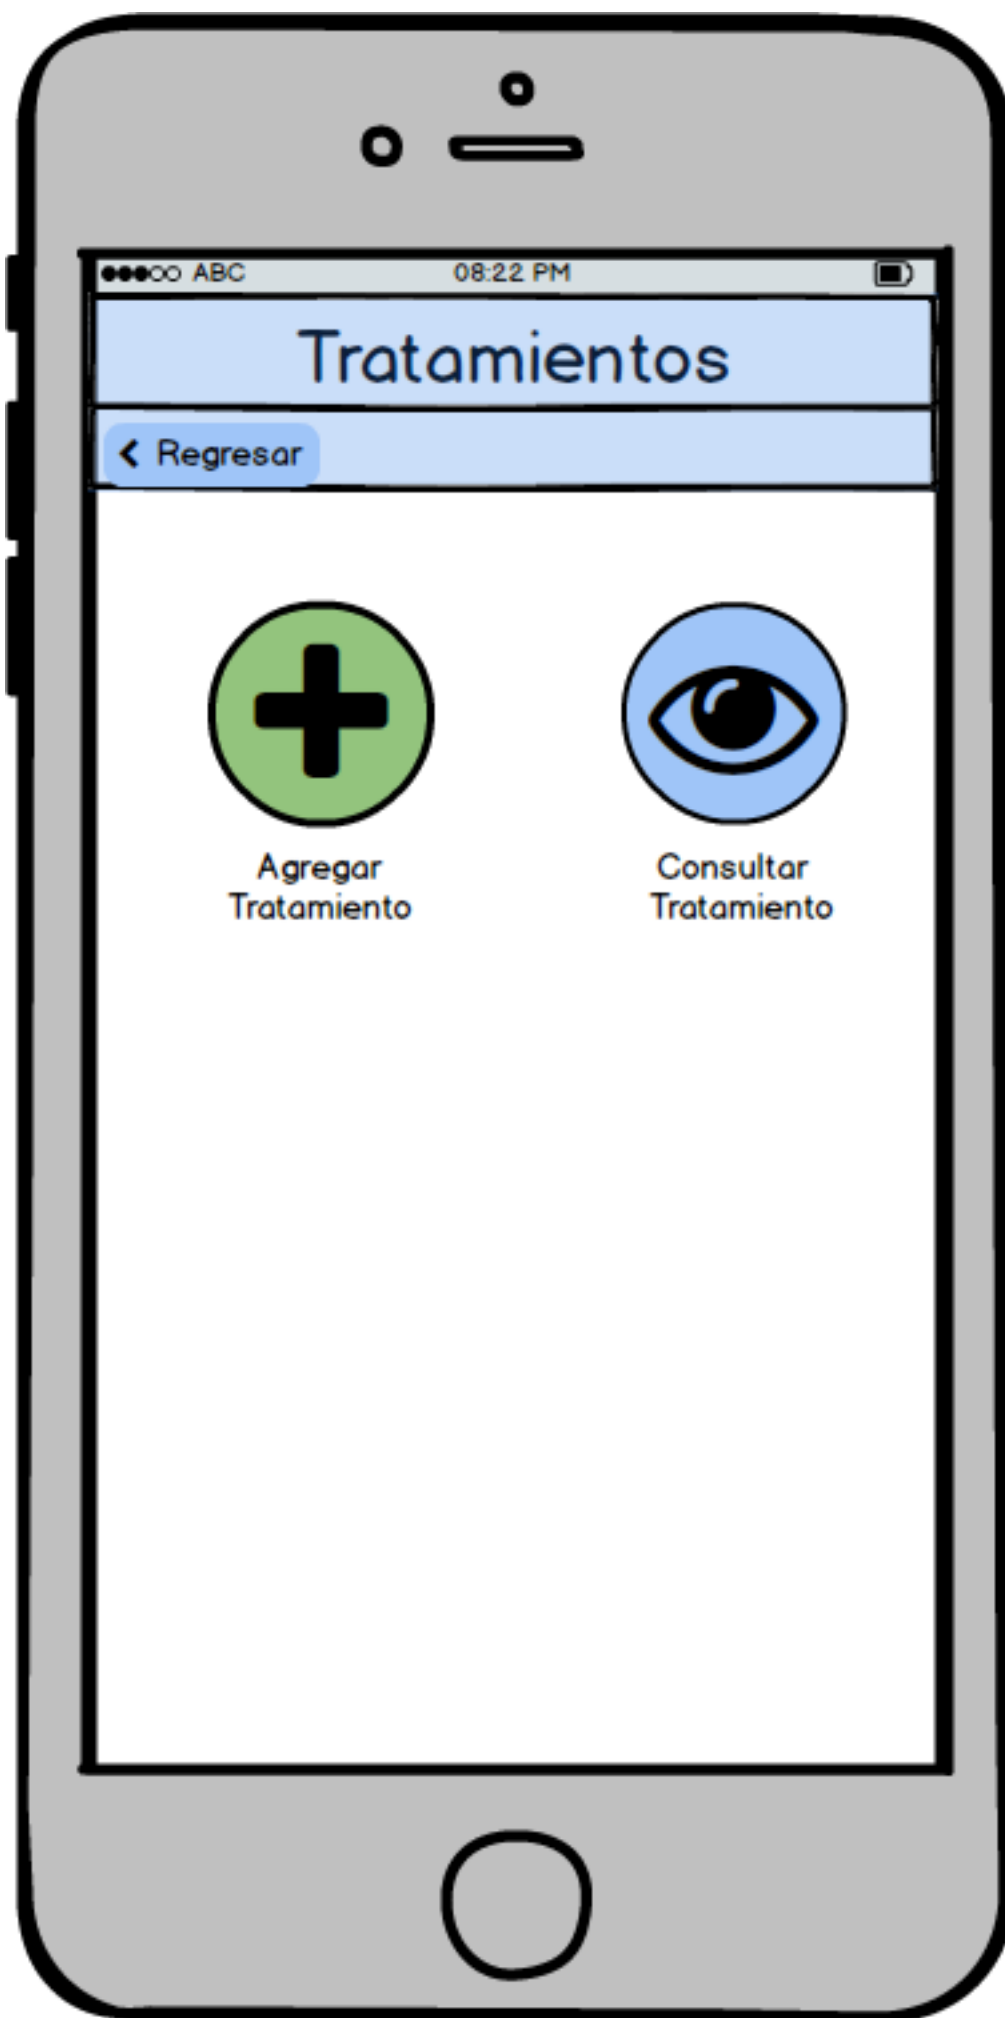 ABC 08:22 PM
Tratamientos
Regresar
Agregar
Tratamiento
Consultar
Tratamiento